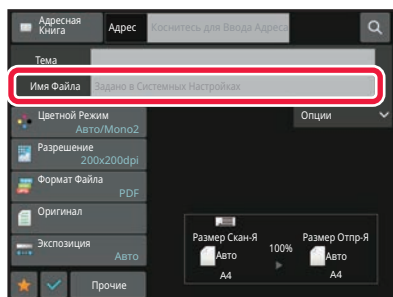 Адресная Книга
Адрес
Коснитесь для Ввода Адреса
Тема
Имя Файла
Задано в Системных Настройках
Цветной Режим
Авто/Mono2
Опции
Разрешение
200x200dpi
Формат Файла
PDF
Оригинал
Экспозиция
Авто
Размер Скан-Я
100%
Размер Отпр-Я
Авто
Авто
A4
A4
Прочие